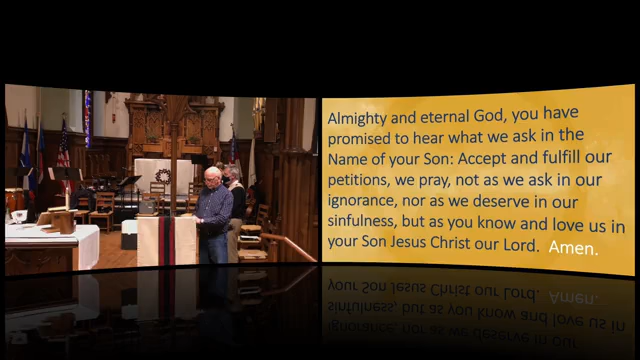 Almighty and eternal God, you have
promised to hear what we ask in the
Name of your Son: Accept and fulfill our
petitions, we pray, not as we ask in our
ignorance, nor as we deserve in our
sinfulness, but as you know and love us in
your Son Jesus Christ our Lord. Amen.